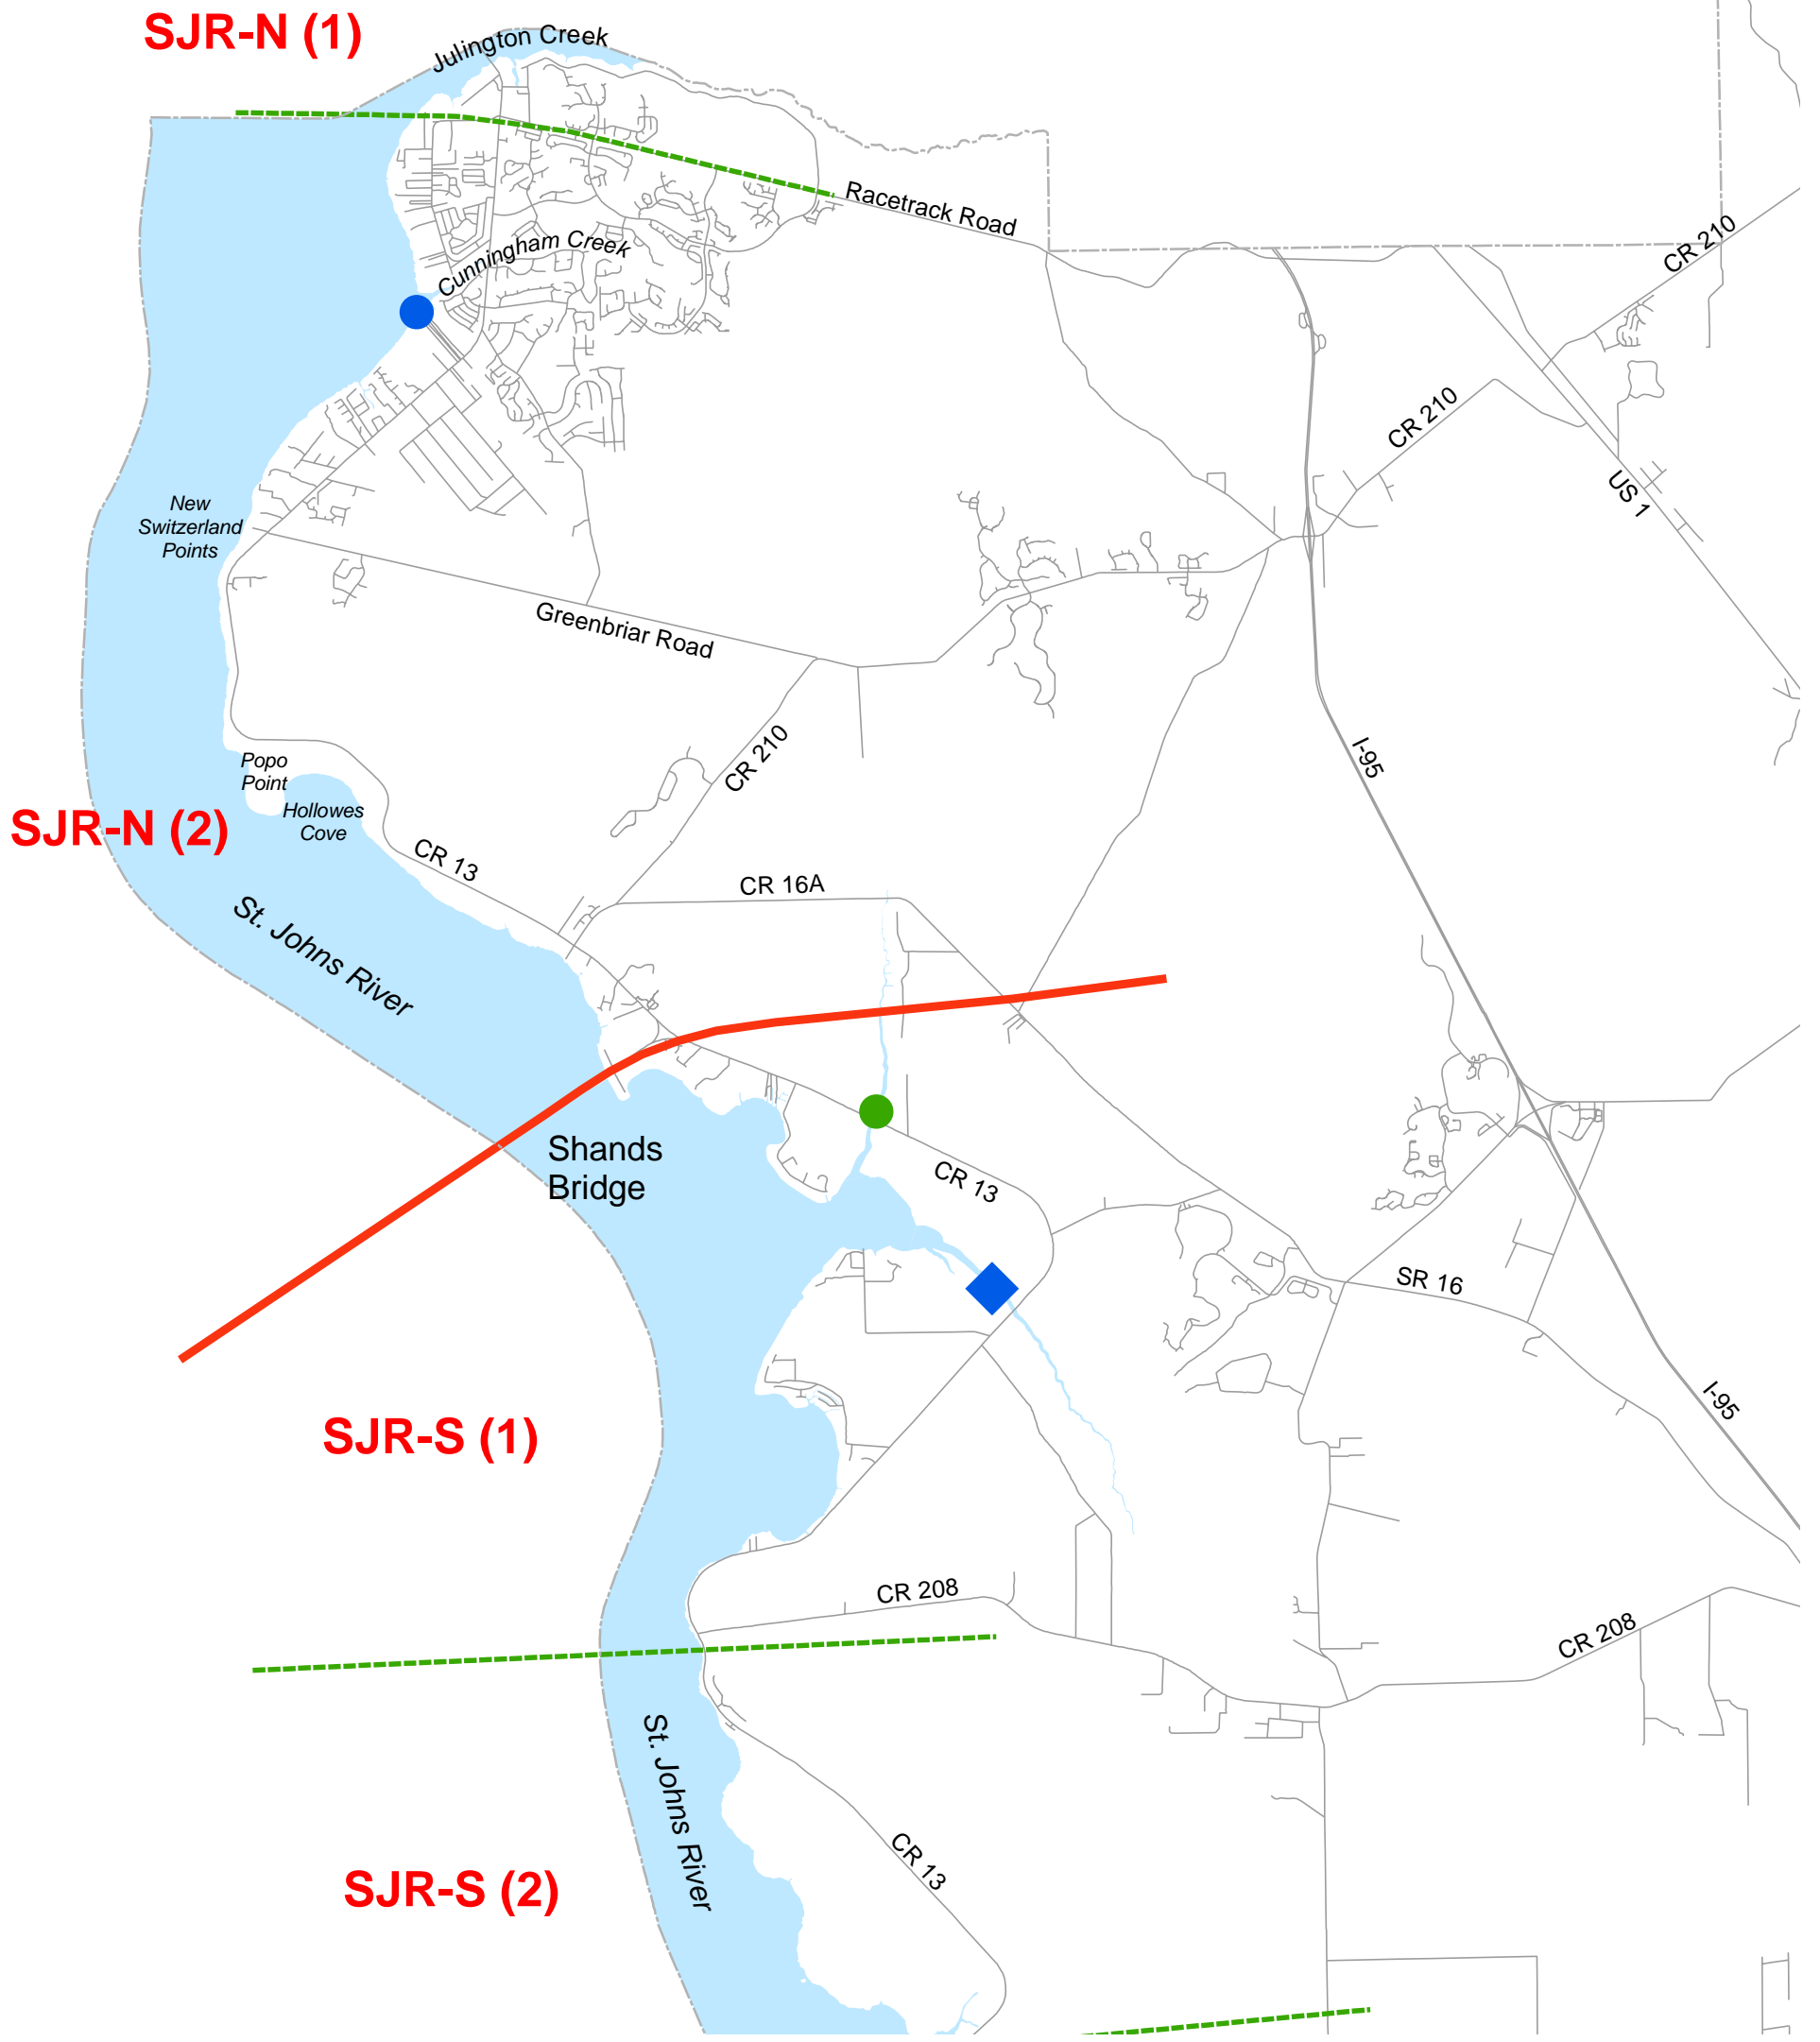 SJR-N (1)
Julington Creek
Racetrack Road
CR 210
Cunningham Creek
CR 210
US 1
New
Switzerland
Points
Greenbriar Road
I-95
CR 210
Popo
Point
Hollowes
Cove
SJR-N (2)
CR 13
CR 16A
St. Johns River
Shands
Bridge
CR 13
SR 16
I-95
SJR-S (1)
CR 208
CR 208
St. Johns River
CR 13
SJR-S (2)